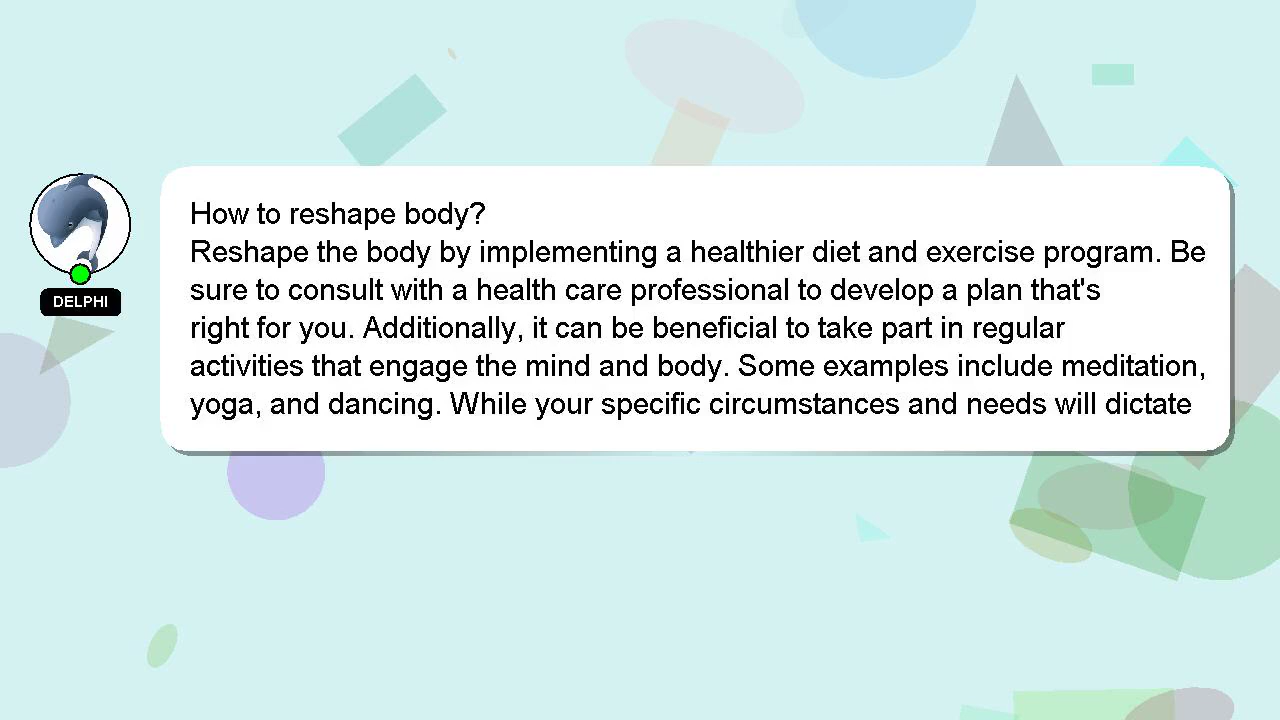 How to reshape body?
Reshape the body by implementing a healthier diet and exercise program. Be
sure to consult with a health care professional to develop a plan that's
right for you. Additionally, it can be beneficial to take part in regular
activities that engage the mind and body. Some examples include meditation,
yoga, and dancing. While your specific circumstances and needs will dictate
DELPHI